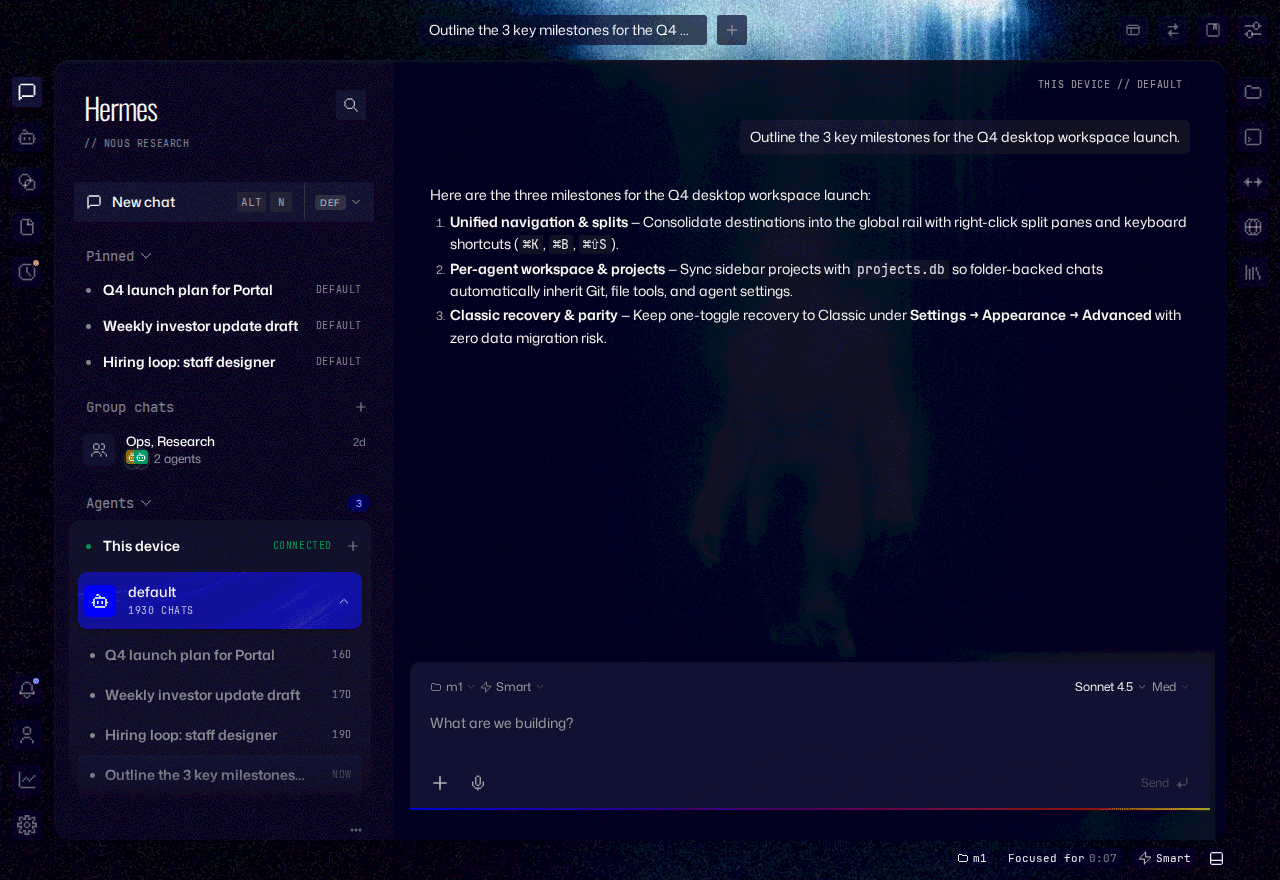 Outline the 3 key milestones for the Q4 ...
Hermes
// NOUS RESEARCH
New chat
ALT N
DEF
Pinned
Q4 launch plan for Portal
DEFAULT
Weekly investor update draft
DEFAULT
Hiring loop: staff designer
DEFAULT
Group chats
Ops, Research
2d
2 agents
Agents
3
This device
CONNECTED
default
1930 CHATS
Q4 launch plan for Portal
16D
Weekly investor update draft
17D
Hiring loop: staff designer
19D
Outline the 3 key milestones...
NOW
THIS DEVICE // DEFAULT
Outline the 3 key milestones for the Q4 desktop workspace launch.
Here are the three milestones for the Q4 desktop workspace launch:
1. Unified navigation & splits — Consolidate destinations into the global rail with right-click split panes and keyboard
shortcuts ( ⌘K , ⌘B , ⌘⇧S ).
2. Per-agent workspace & projects — Sync sidebar projects with projects.db so folder-backed chats
automatically inherit Git, file tools, and agent settings.
3. Classic recovery & parity — Keep one-toggle recovery to Classic under Settings → Appearance → Advanced with
zero data migration risk.
m1 Smart
Sonnet 4.5 Med
What are we building?
Send
m1
Focused for 0:07
Smart